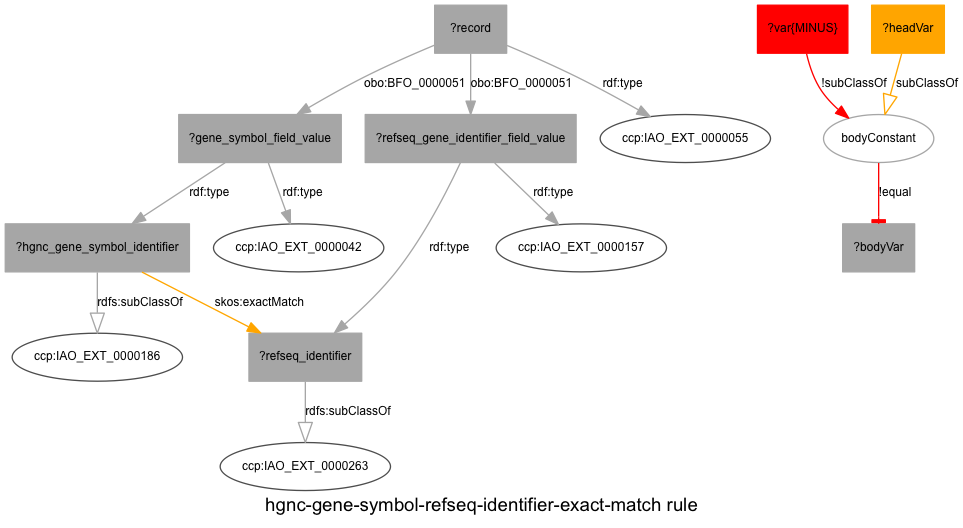 ?record
?var{MINUS}
?headVar
obo:BFO_0000051
obo:BFO_0000051
rdf:type
!subClassOf
subClassOf
?gene_symbol_field_value
?refseq_gene_identifier_field_value
ccp:IAO_EXT_0000055
bodyConstant
rdf:type
rdf:type
rdf:type
rdf:type
!equal
?hgnc_gene_symbol_identifier
ccp:IAO_EXT_0000042
ccp:IAO_EXT_0000157
?bodyVar
rdfs:subClassOf
skos:exactMatch
ccp:IAO_EXT_0000186
?refseq_identifier
rdfs:subClassOf
ccp:IAO_EXT_0000263
hgnc-gene-symbol-refseq-identifier-exact-match rule